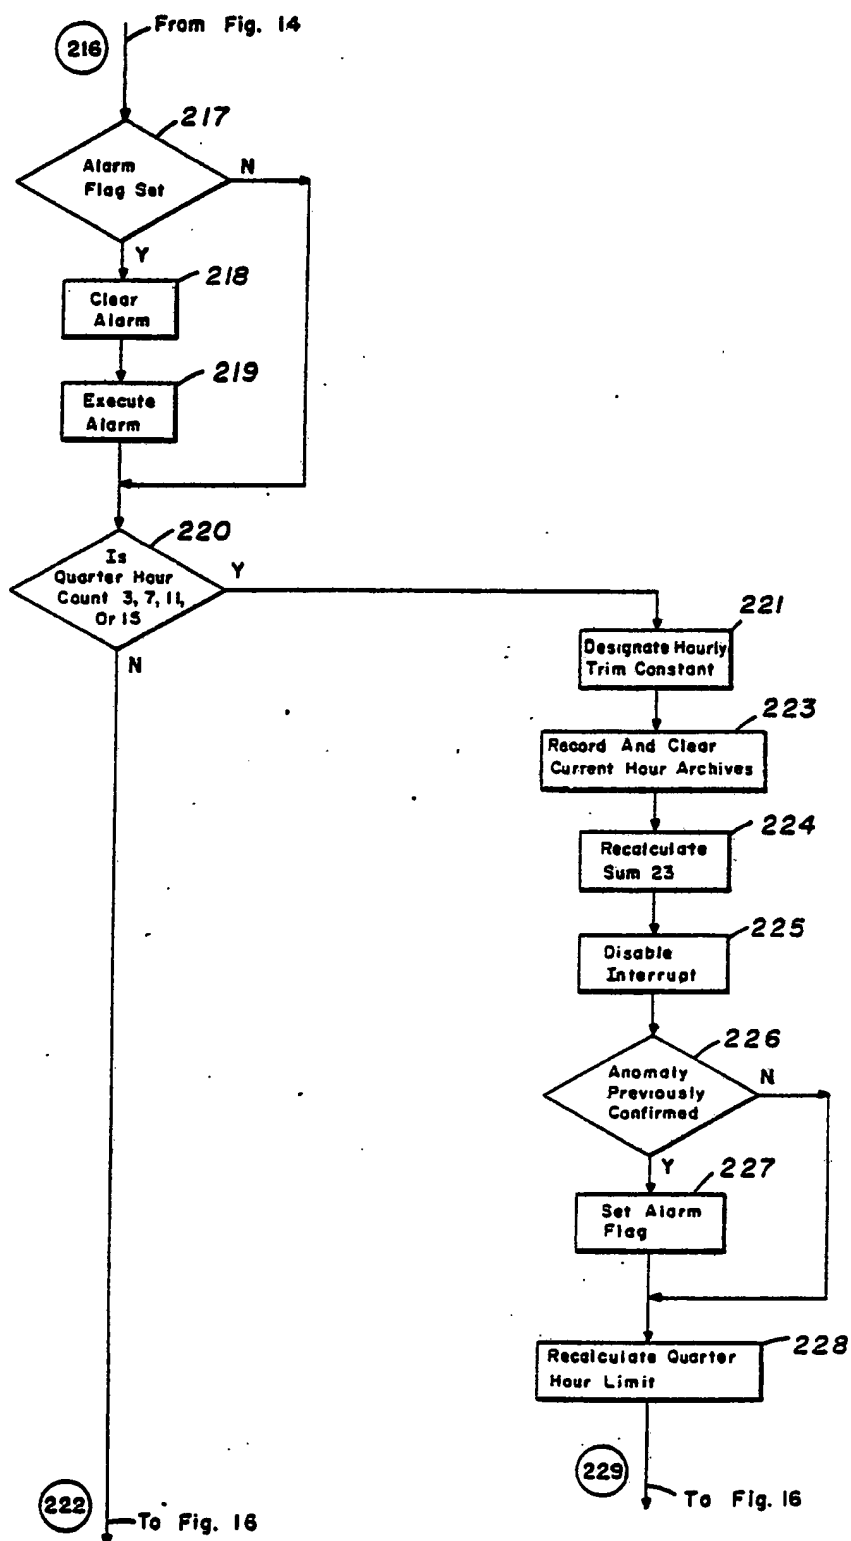 From Fig. 14
216
217
Alarm
Flag Set
N
Y
218
Clear
Alarm
219
Execute
Alarm
220
Is
Quarter Hour
Count 3, 7, 11,
Or 15
Y
N
221
Designate Hourly
Trim Constant
223
Record And Clear
Current Hour Archives
224
Recalculate
Sum 23
225
Disable
Interrupt
226
Anomaly
Previously
Confirmed
N
Y
227
Set Alarm
Flag
228
Recalculate Quarter
Hour Limit
229
To Fig. 16
222
To Fig. 16